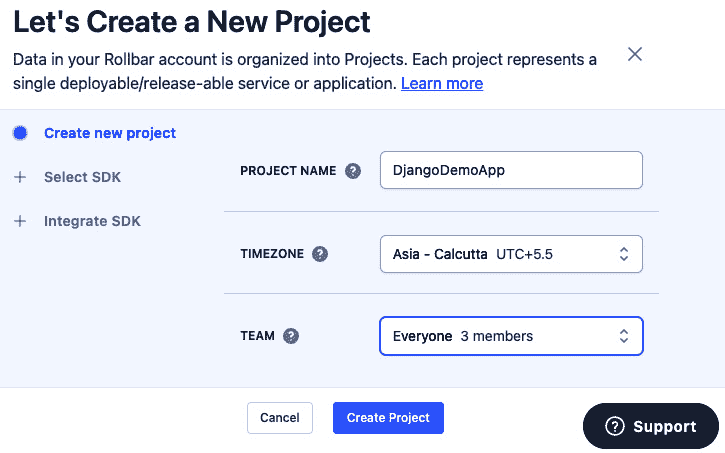 Let's Create a New Project
Data in your Rollbar account is organized into Projects. Each project represents a
single deployable/release-able service or application. Learn more
Create new project
Select SDK
Integrate SDK
PROJECT NAME ?
DjangoDemoApp
TIMEZONE ?
Asia - Calcutta UTC+5.5
TEAM ?
Everyone 3 members
Cancel
Create Project
? Support